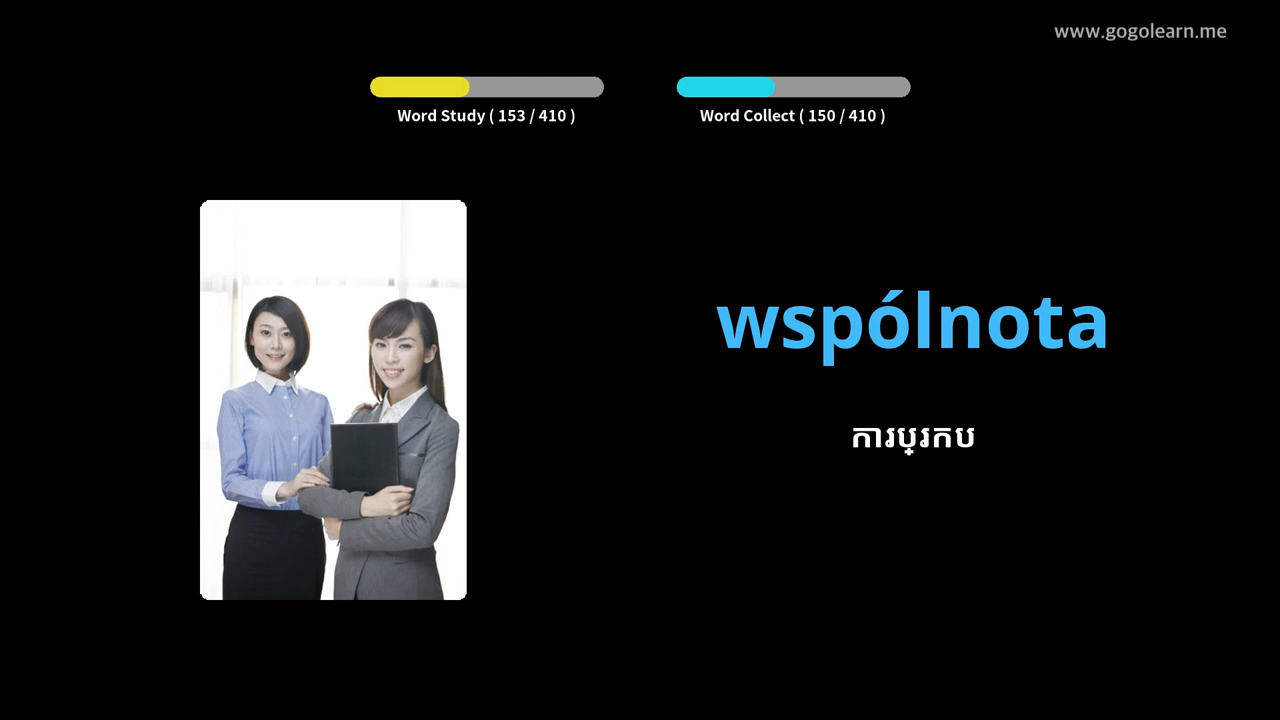 www.gogolearn.me
Word Study ( 153 / 410 )
Word Collect ( 150 / 410 )
wspólnota
ការប្រកប